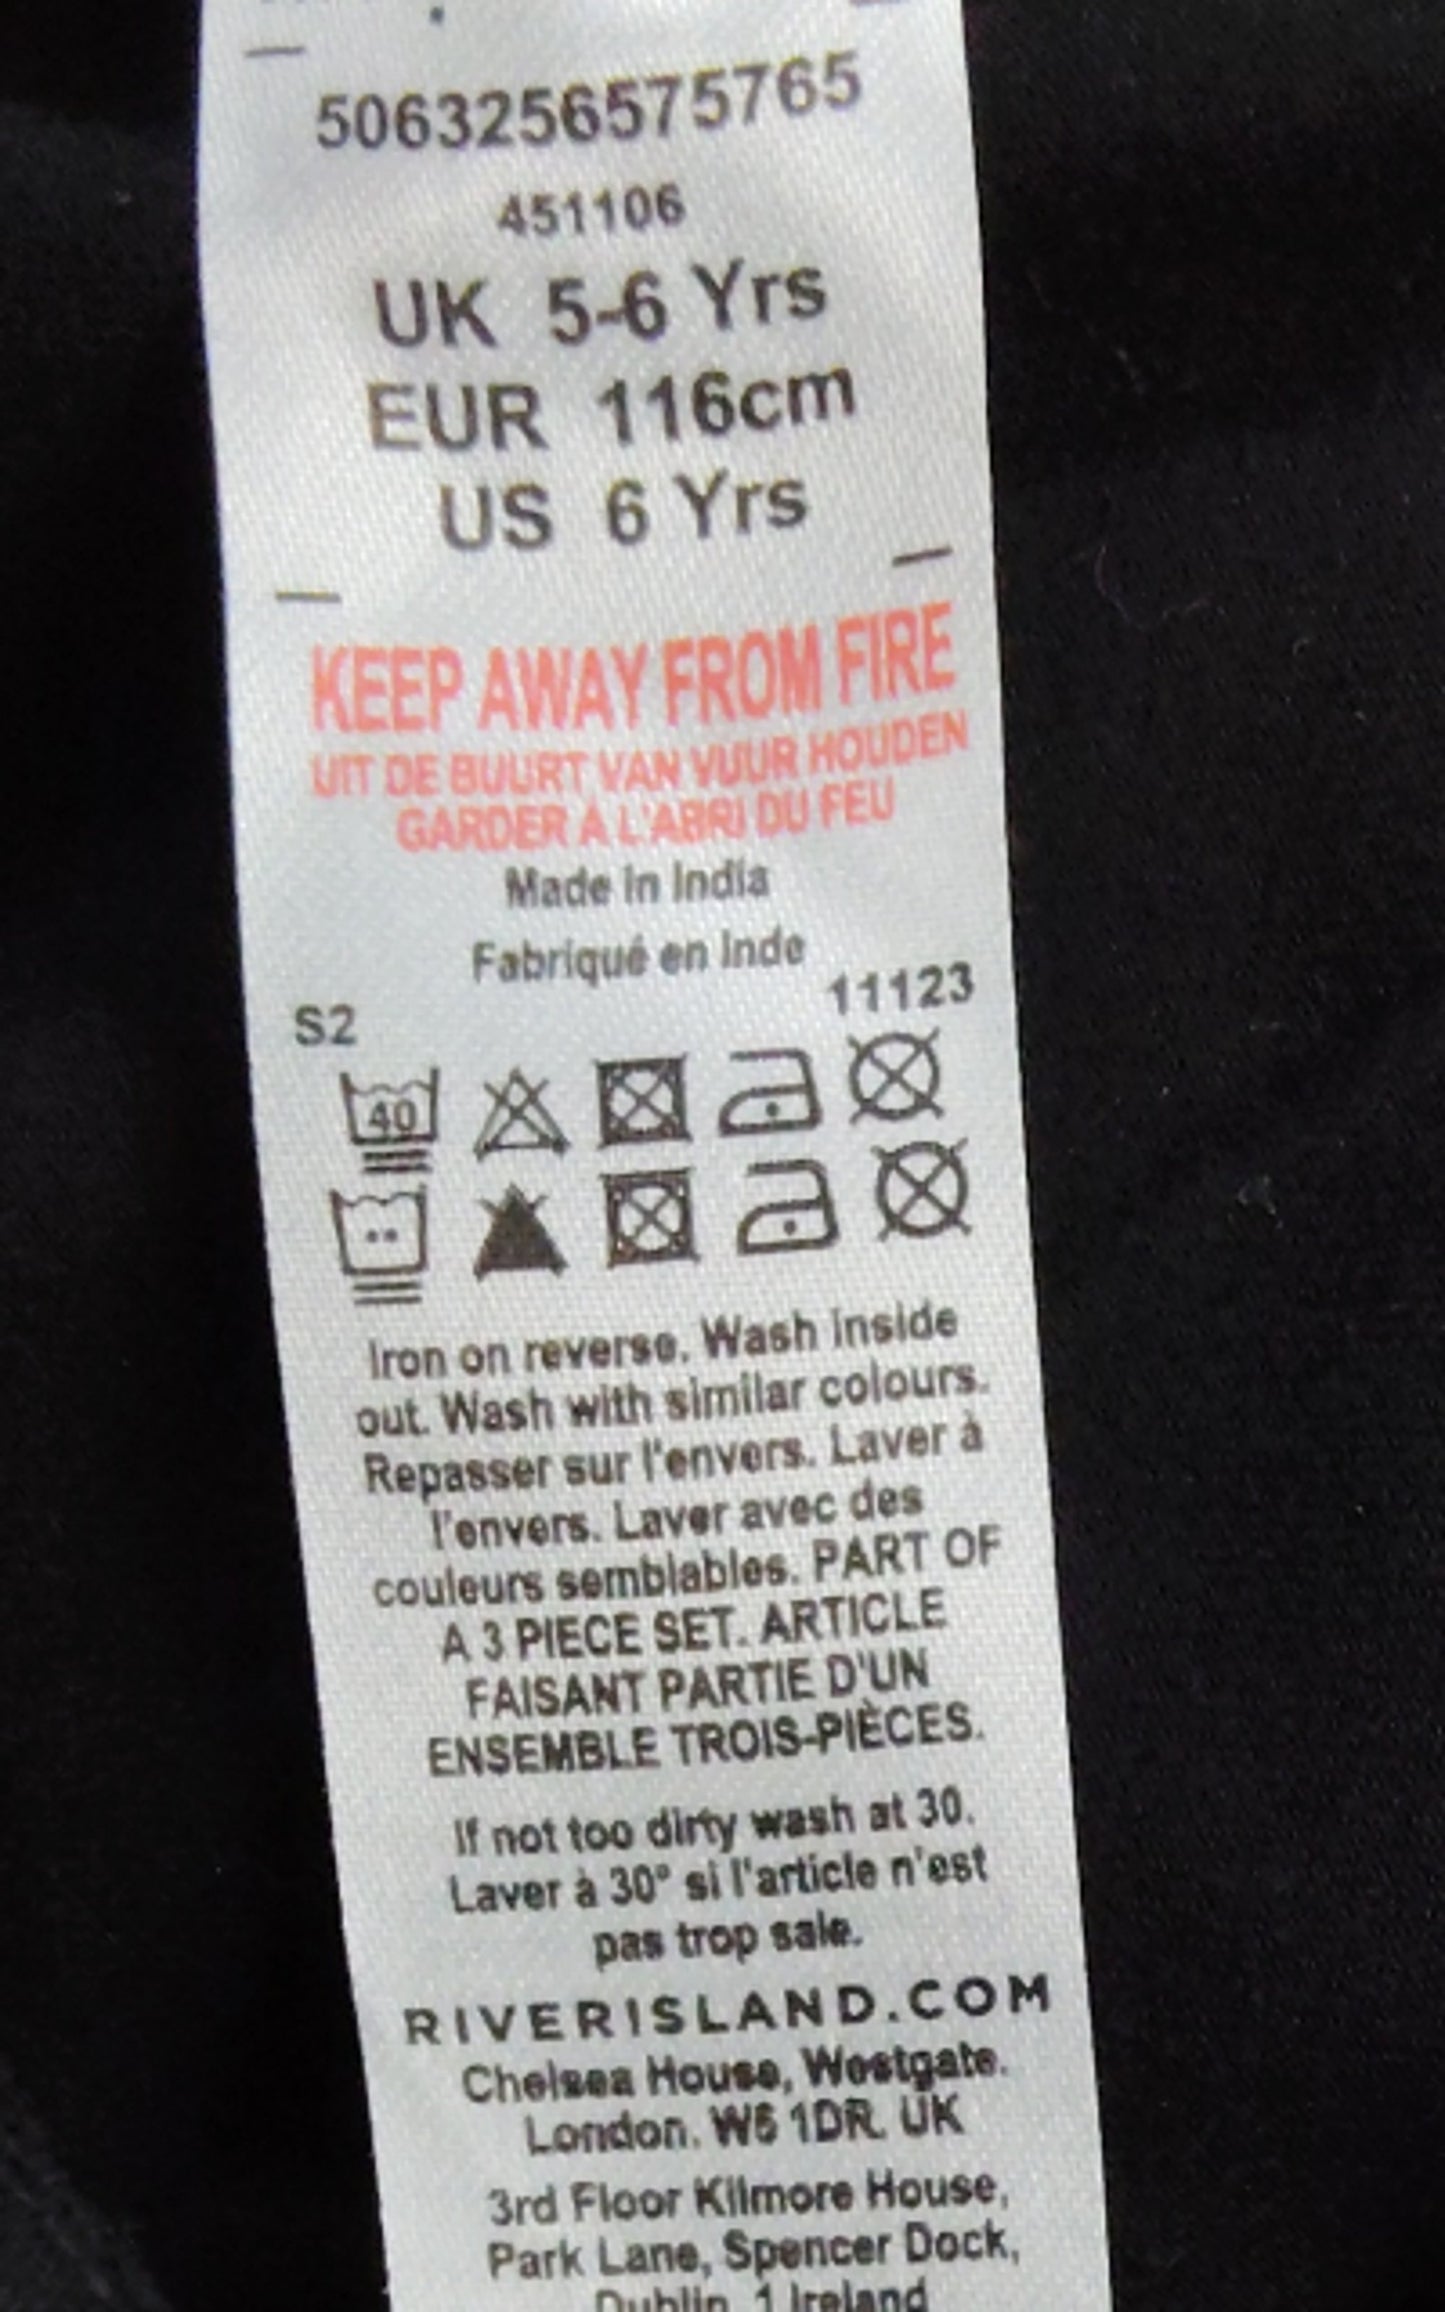 5063256575765
451106
UK 5-6 Yrs
EUR 116cm
US 6 Yrs
KEEP AWAY FROM FIRE
UIT DE BUURT VAN VUUR HOUDEN
GARDER A L'ABRI DU FEU
Made in India
Fabriqué en Inde
S2 11123
40
Iron on reverse. Wash inside
out. Wash with similar colours.
Repasser sur l'envers. Laver à
l'envers. Laver avec des
couleurs semblables. PART OF
A 3 PIECE SET. ARTICLE
FAISANT PARTIE D'UN
ENSEMBLE TROIS-PIÈCES.
If not too dirty wash at 30.
Laver à 30° si l'article n'est
pas trop sale.
RIVERISLAND.COM
Chelsea House, Westgate.
London. W5 1DR. UK
3rd Floor Kilmore House,
Park Lane, Spencer Dock,
Dublin, 1 Ireland